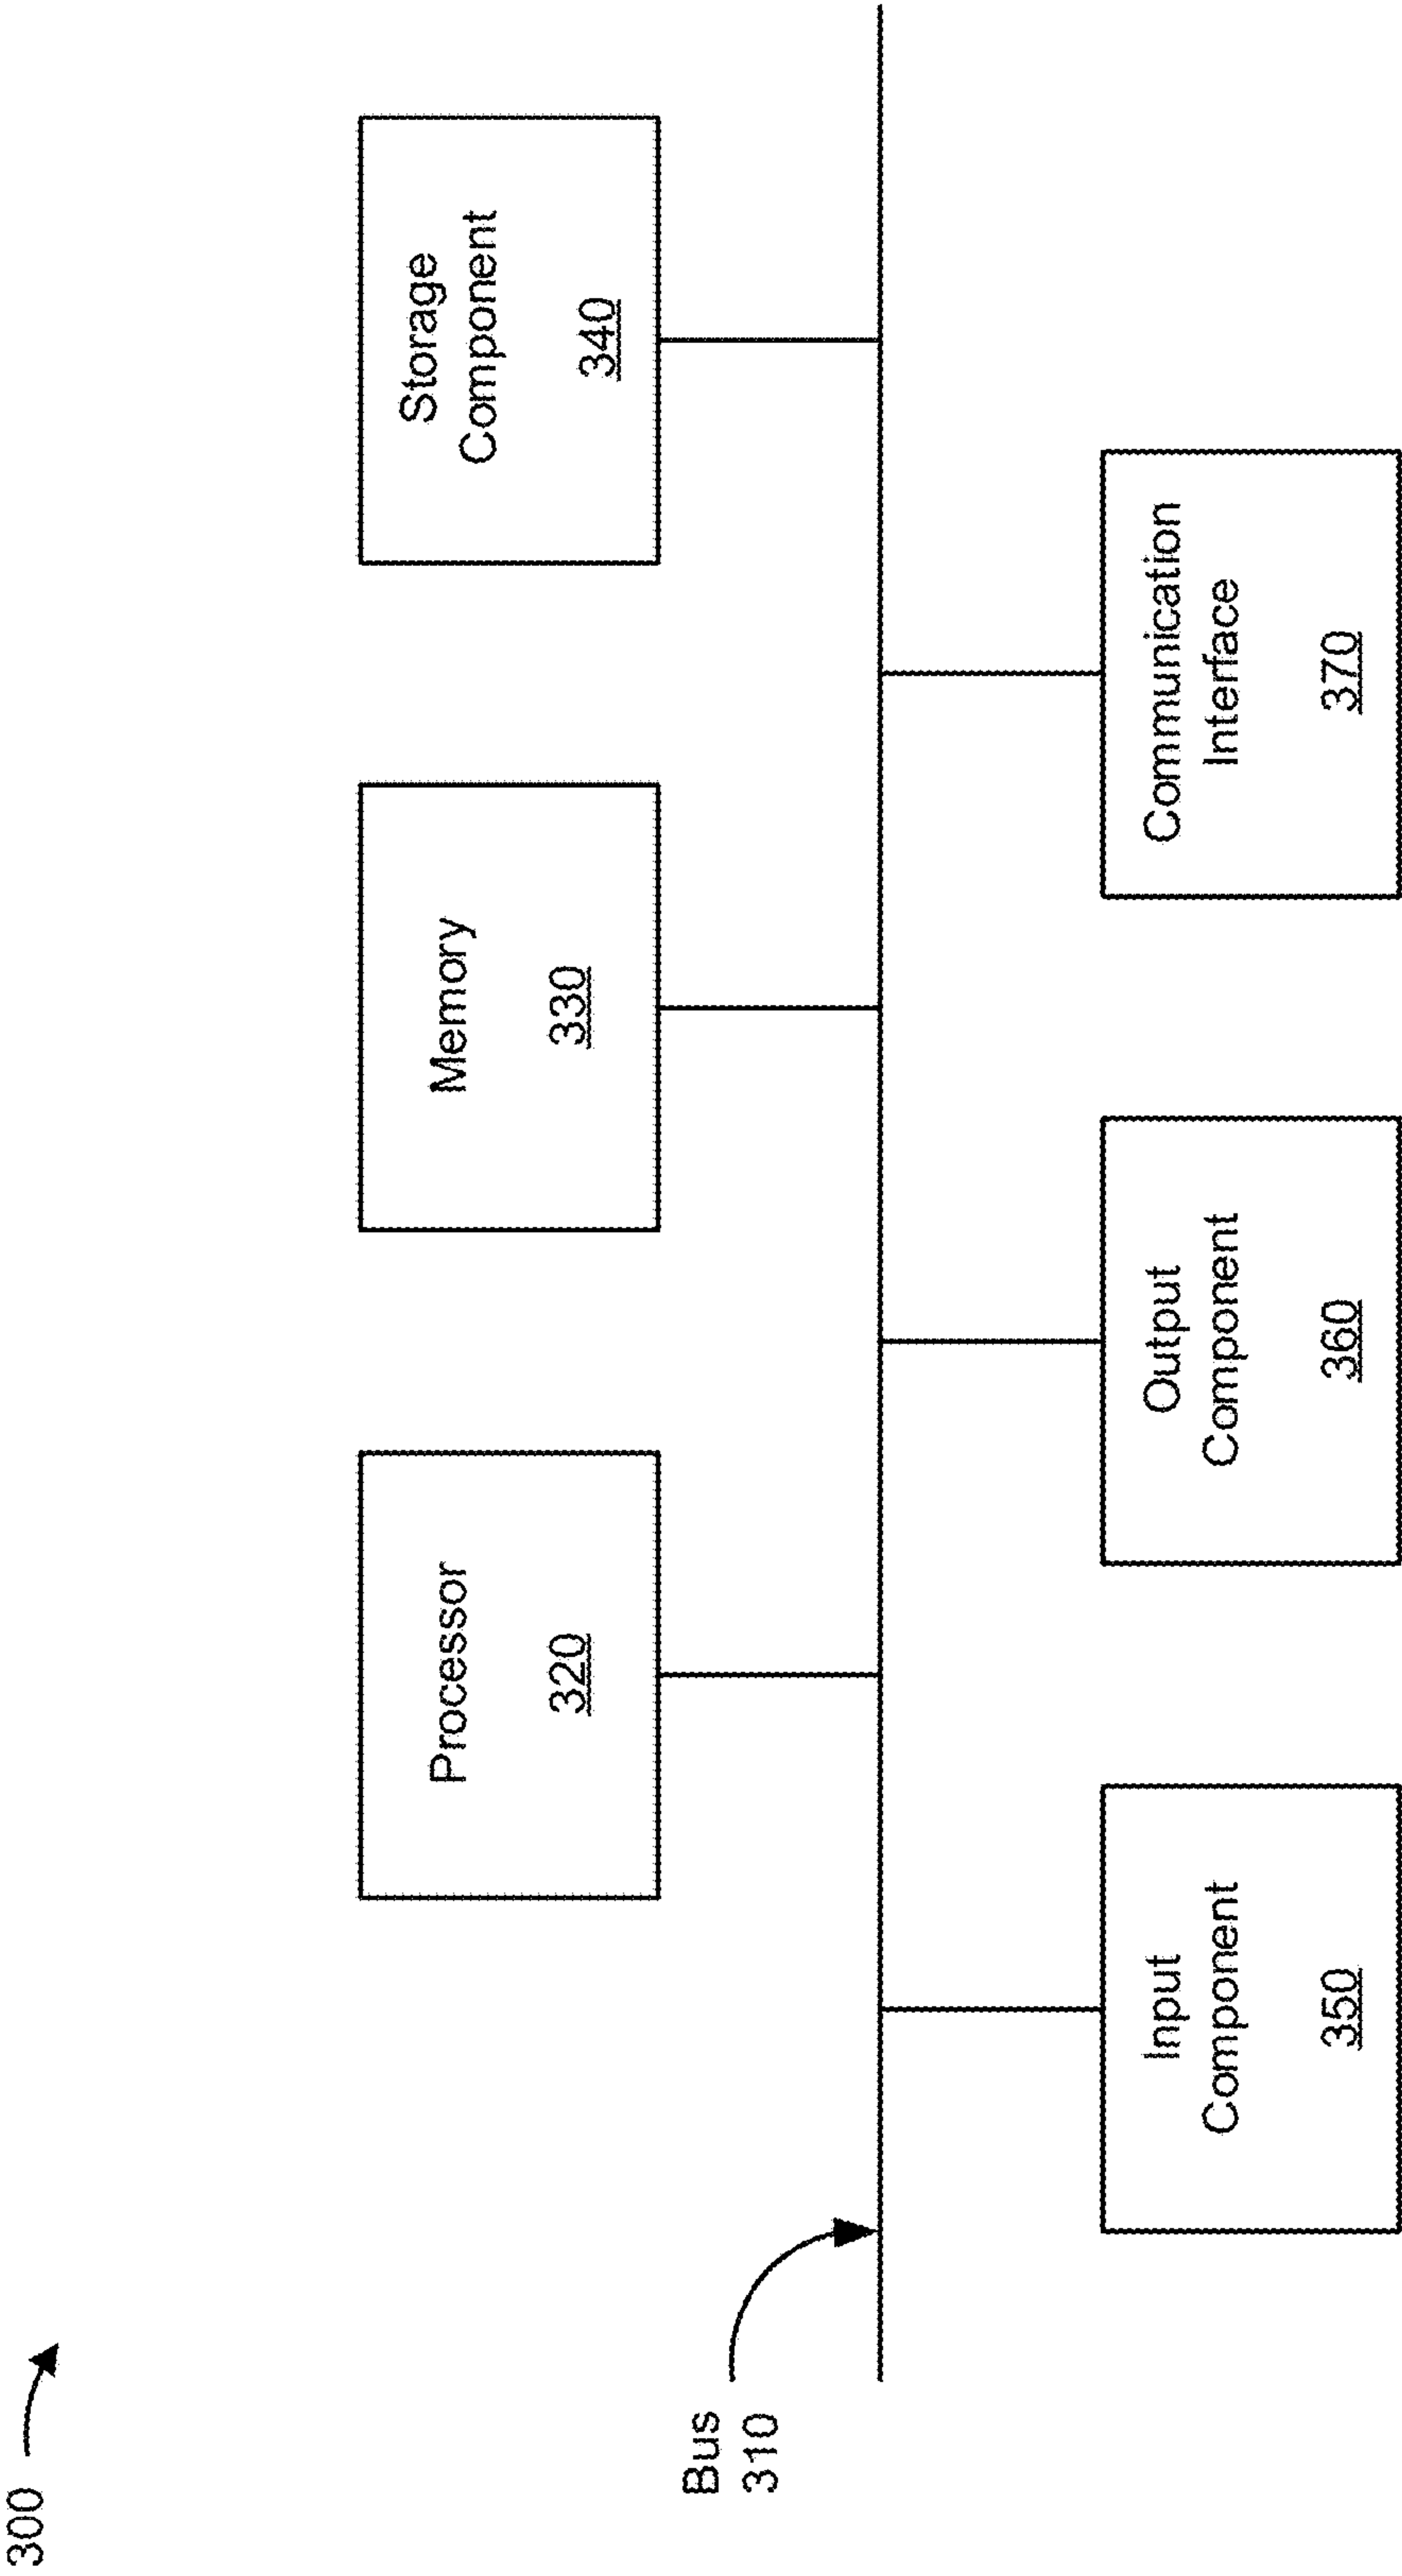 300
Processor
320
Memory
330
Storage
Component
340
Bus
310
Input
Component
350
Output
Component
360
Communication
Interface
370